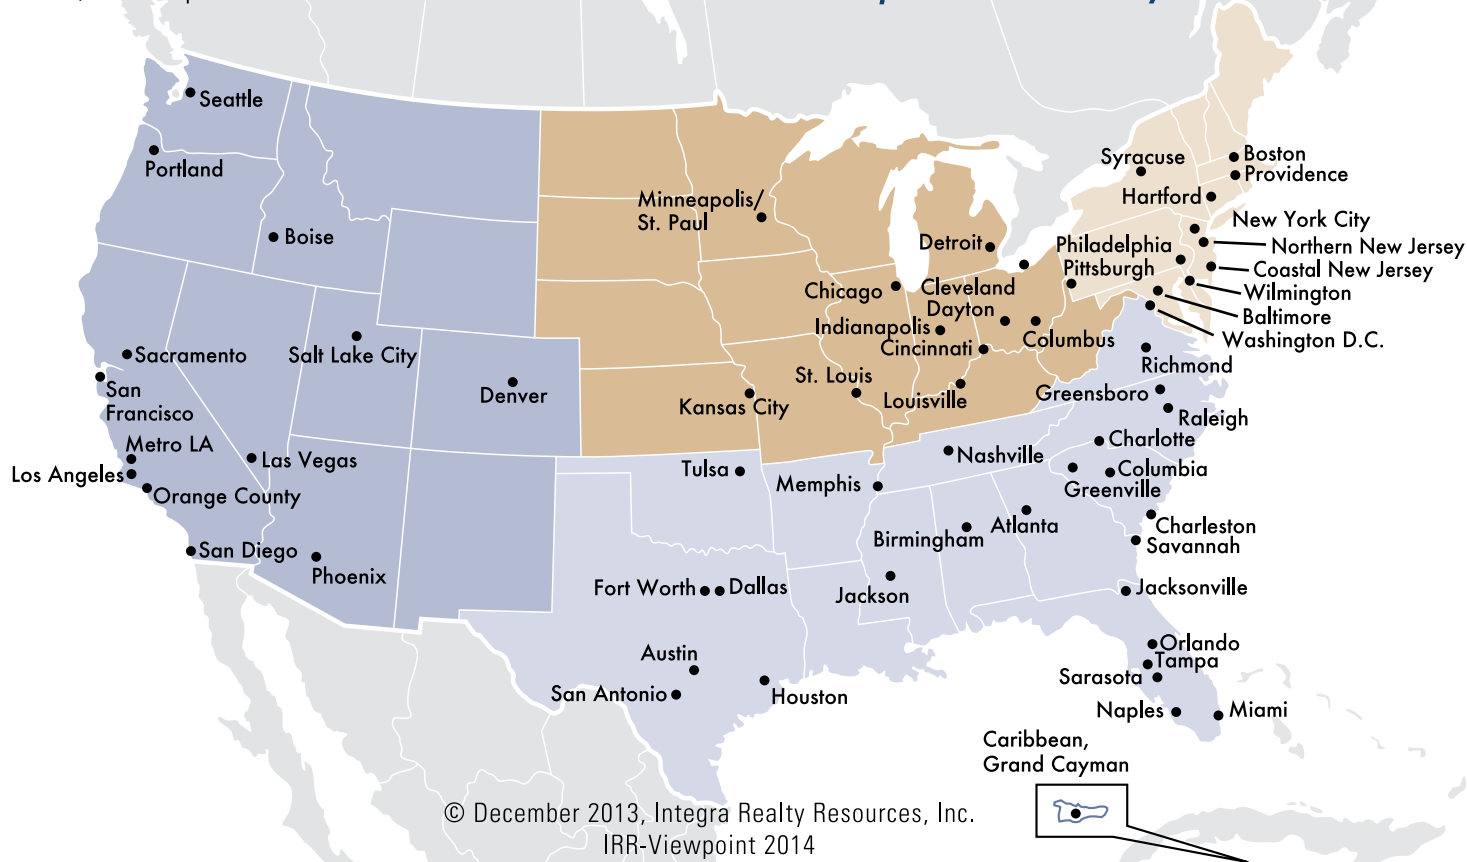 Seattle
Portland
Boise
Minneapolis/
St. Paul
Syracuse
Boston
Providence
Hartford
New York City
Northern New Jersey
Detroit
Philadelphia
Pittsburgh
Coastal New Jersey
Wilmington
Baltimore
Washington D.C.
Chicago
Cleveland
Dayton
Indianapolis
Cincinnati
Columbus
Sacramento
Salt Lake City
San
Francisco
Denver
St. Louis
Kansas City
Louisville
Richmond
Greensboro
Raleigh
Metro LA
Los Angeles
Orange County
Las Vegas
Tulsa
Memphis
Nashville
Charlotte
Columbia
Greenville
San Diego
Phoenix
Birmingham
Atlanta
Charleston
Savannah
Fort Worth
Dallas
Jackson
Jacksonville
Austin
San Antonio
Houston
Orlando
Tampa
Sarasota
Naples
Miami
Caribbean,
Grand Cayman
© December 2013, Integra Realty Resources, Inc.
IRR-Viewpoint 2014